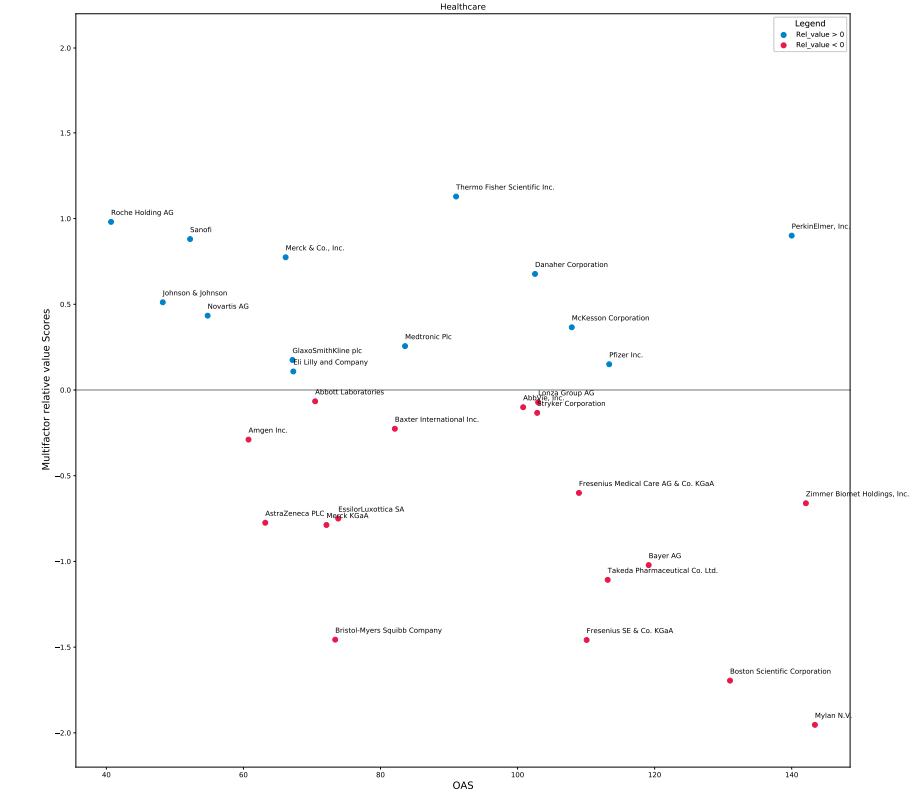 Healthcare
Legend
Rel_value > 0
Rel_value < 0
2.0
1.5
1.0
0.5
0.0
−0.5
−1.0
−1.5
−2.0
Multifactor relative value Scores
Thermo Fisher Scientific Inc.
Roche Holding AG
PerkinElmer, Inc.
Sanofi
Merck & Co., Inc.
Danaher Corporation
Johnson & Johnson
Novartis AG
McKesson Corporation
Medtronic Plc
GlaxoSmithKline plc
Pfizer Inc.
Eli Lilly and Company
Abbott Laboratories
Lonza Group AG
AbbVie, Inc.
Stryker Corporation
Baxter International Inc.
Amgen Inc.
Fresenius Medical Care AG & Co. KGaA
Zimmer Biomet Holdings, Inc.
EssilorLuxottica SA
AstraZeneca PLC
Merck KGaA
Bayer AG
Takeda Pharmaceutical Co. Ltd.
Bristol-Myers Squibb Company
Fresenius SE & Co. KGaA
Boston Scientific Corporation
Mylan N.V.
40
60
80
100
120
140
OAS